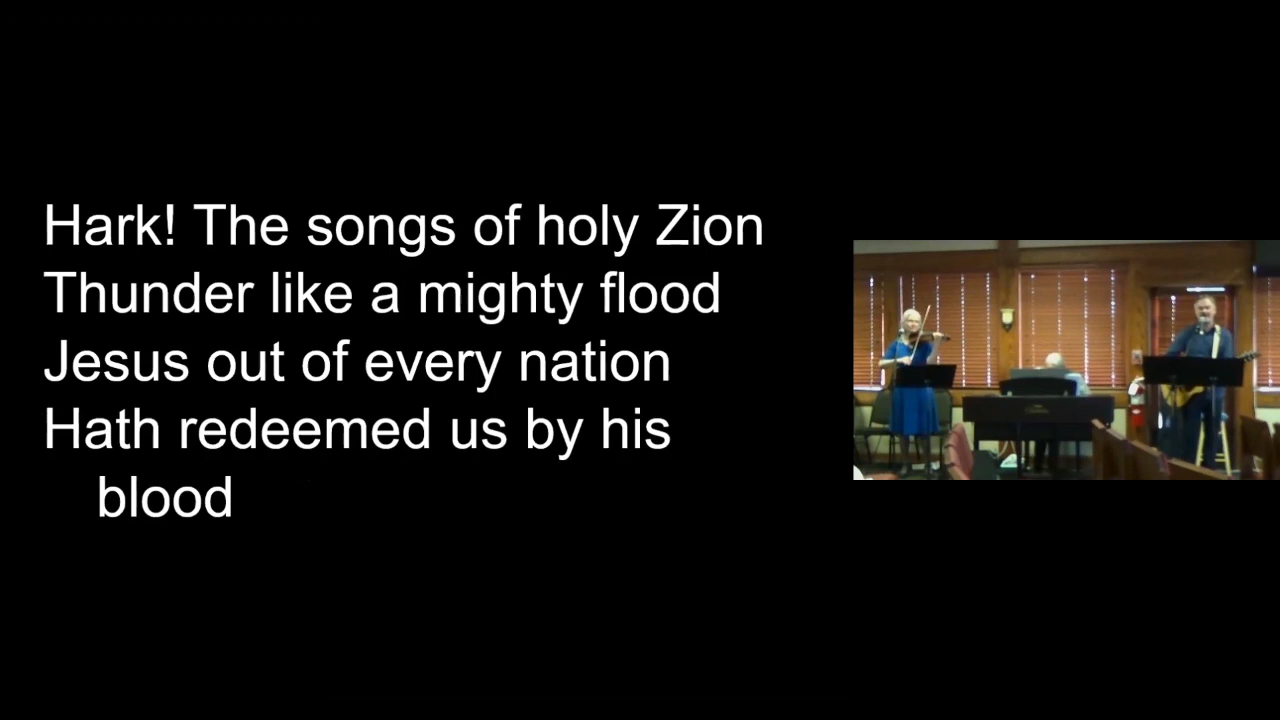 Hark! The songs of holy Zion
Thunder like a mighty flood
Jesus out of every nation
Hath redeemed us by his
blood